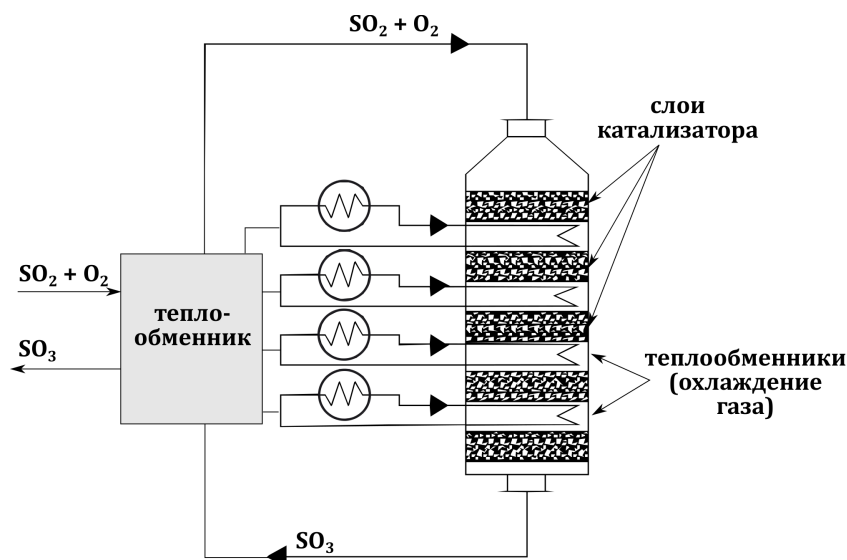 SO₂ + O₂
слои
катализатора
SO₂ + O₂
тепло-
обменник
SO₃
теплообменники
(охлаждение
газа)
SO₃